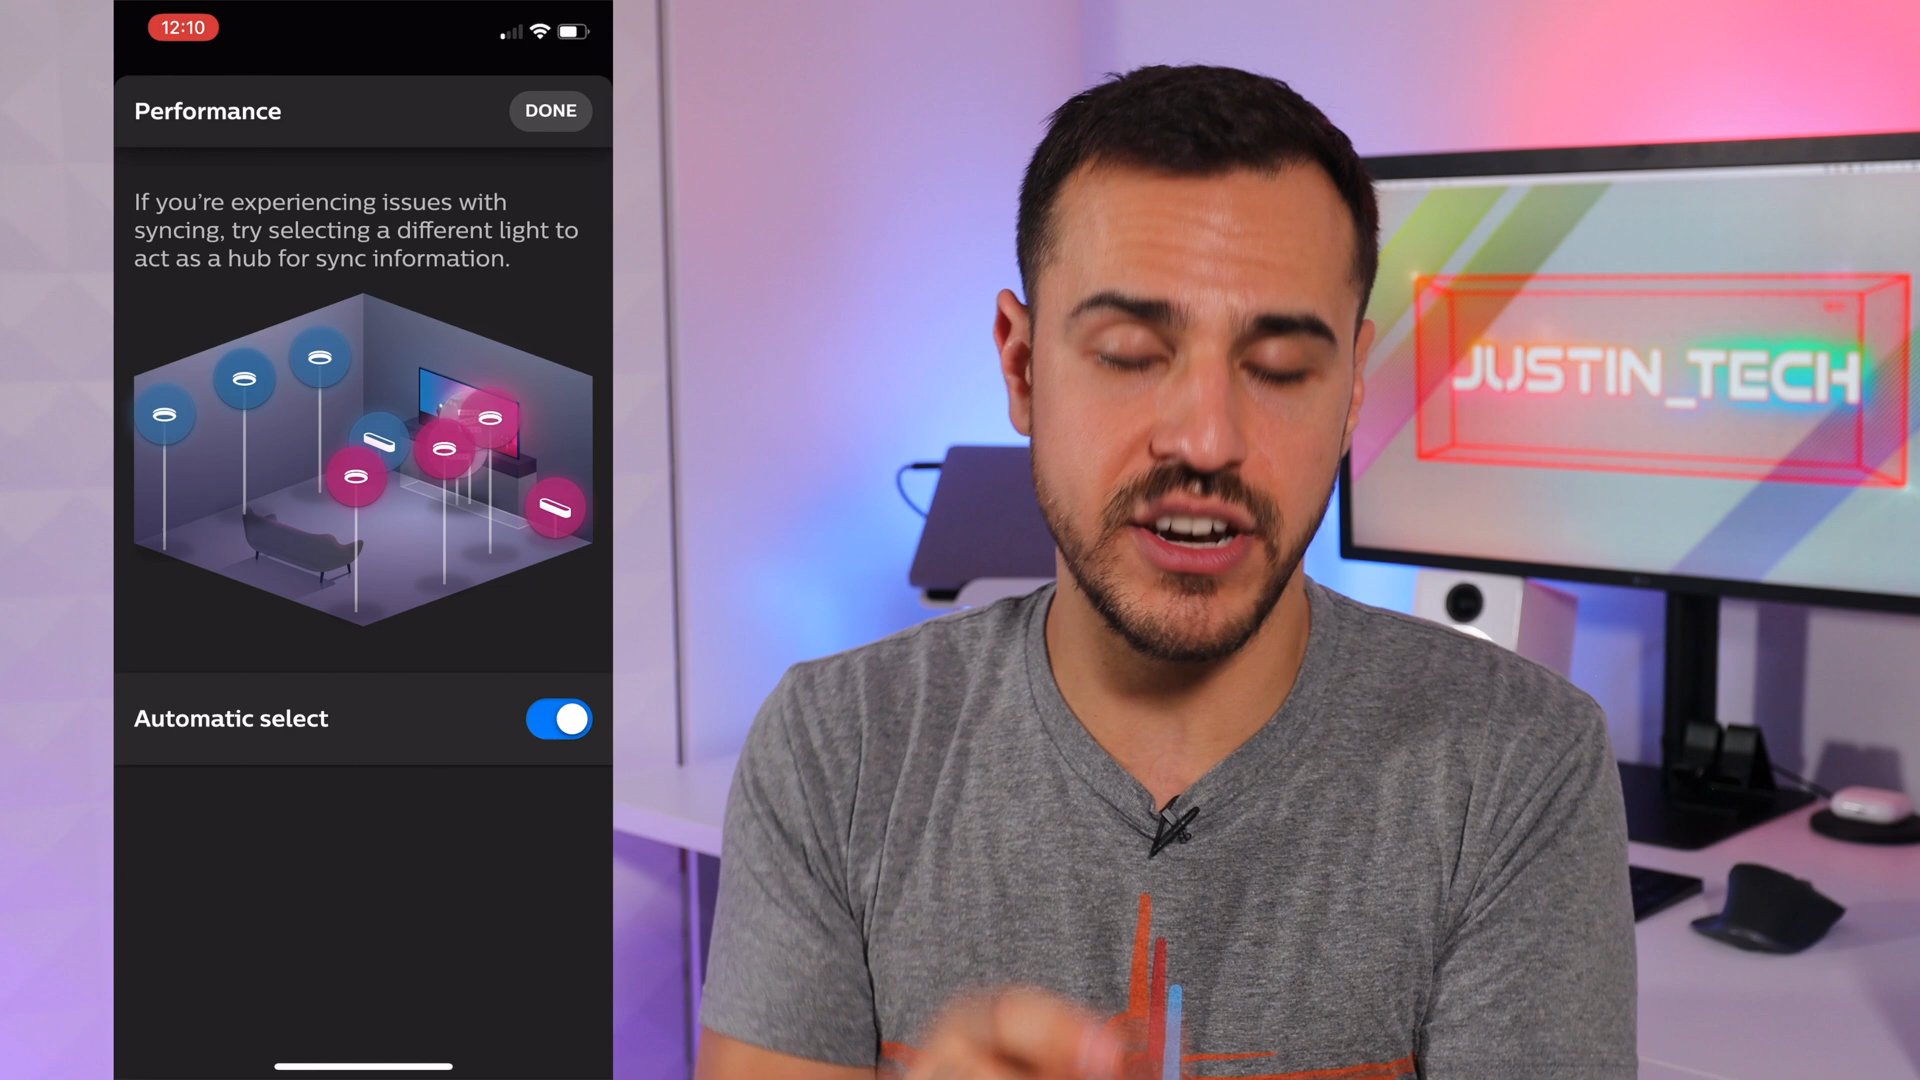 12:10
Performance
DONE
If you're experiencing issues with
syncing, try selecting a different light to
act as a hub for sync information.
Automatic select
JUSTIN_TECH